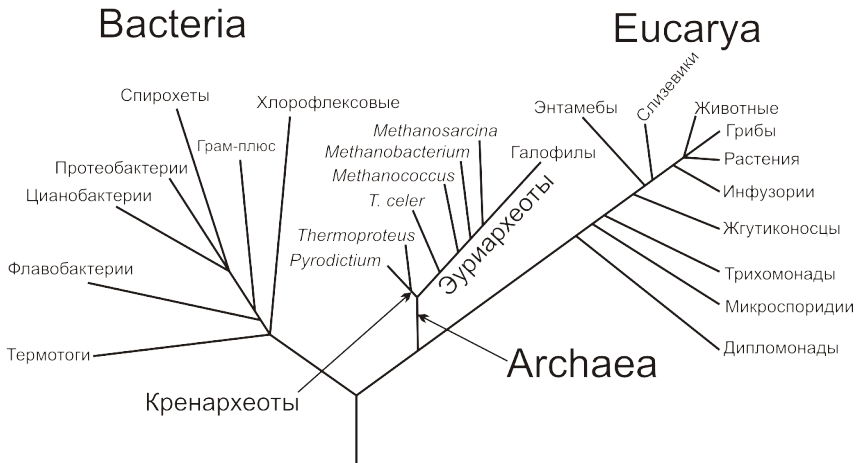 Bacteria
Eucarya
Спирохеты
Хлорофлексовые
Грам-плюс
Протеобактерии
Цианобактерии
Флавобактерии
Термотоги
Methanosarcina
Methanobacterium
Methanococcus
T. celer
Thermoproteus
Pyrodictium
Галофилы
Эуриархеоты
Кренархеоты
Archaea
Энтамебы
Слизевики
Животные
Грибы
Растения
Инфузории
Жгутиконосцы
Трихомонады
Микроспоридии
Дипломонады